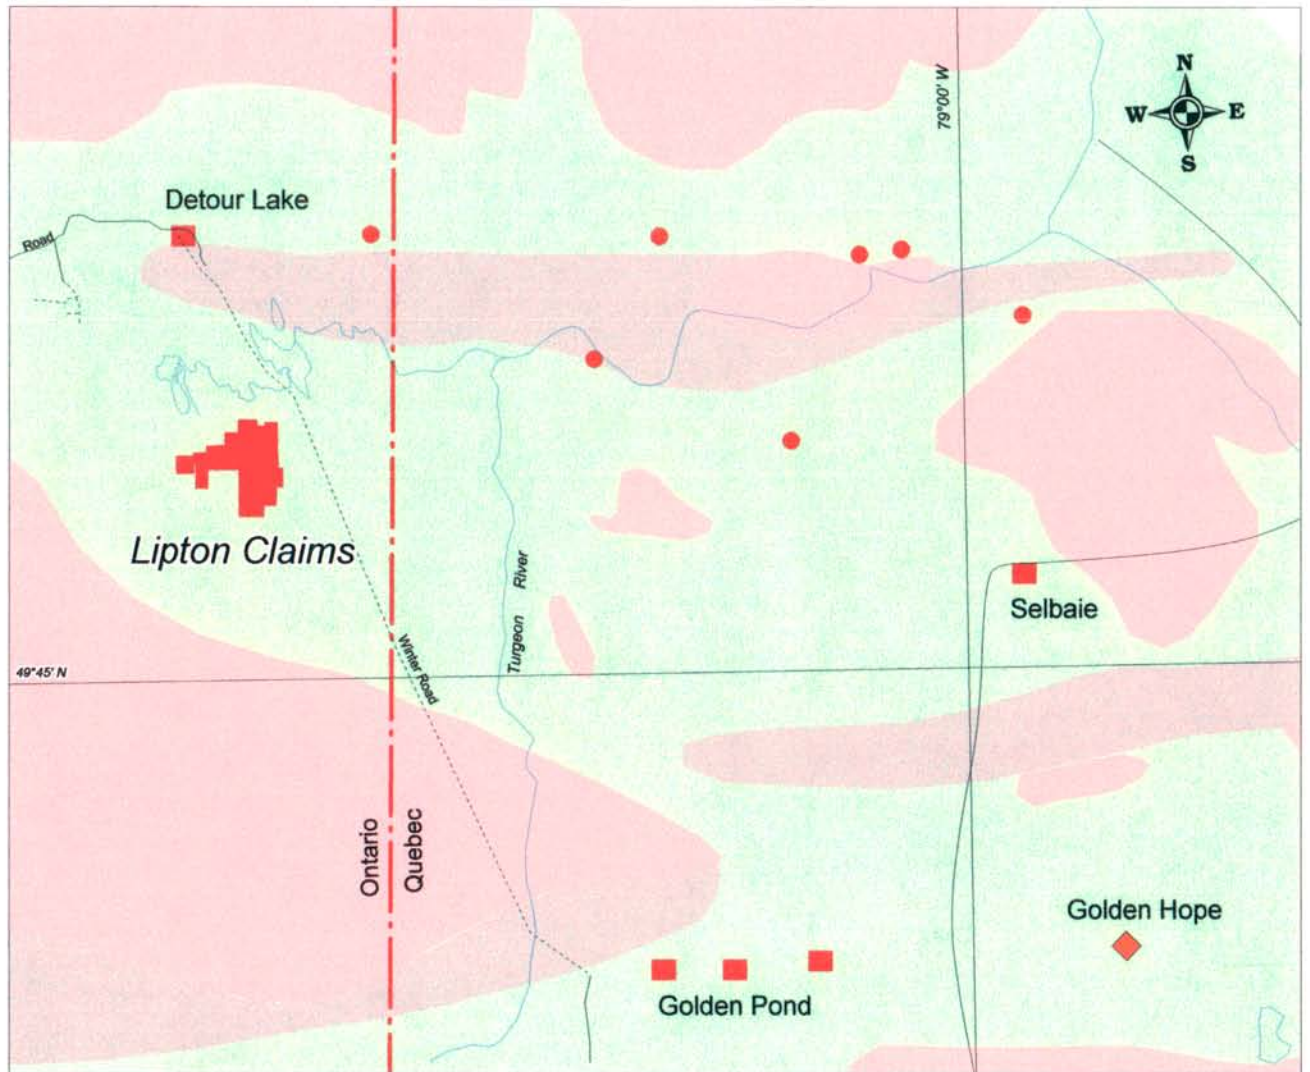 N
W E
S
79°00' W
Detour Lake
Road
Lipton Claims
Turgeon River
Selbaie
Winter Road
49°45' N
Ontario
Quebec
Golden Hope
Golden Pond